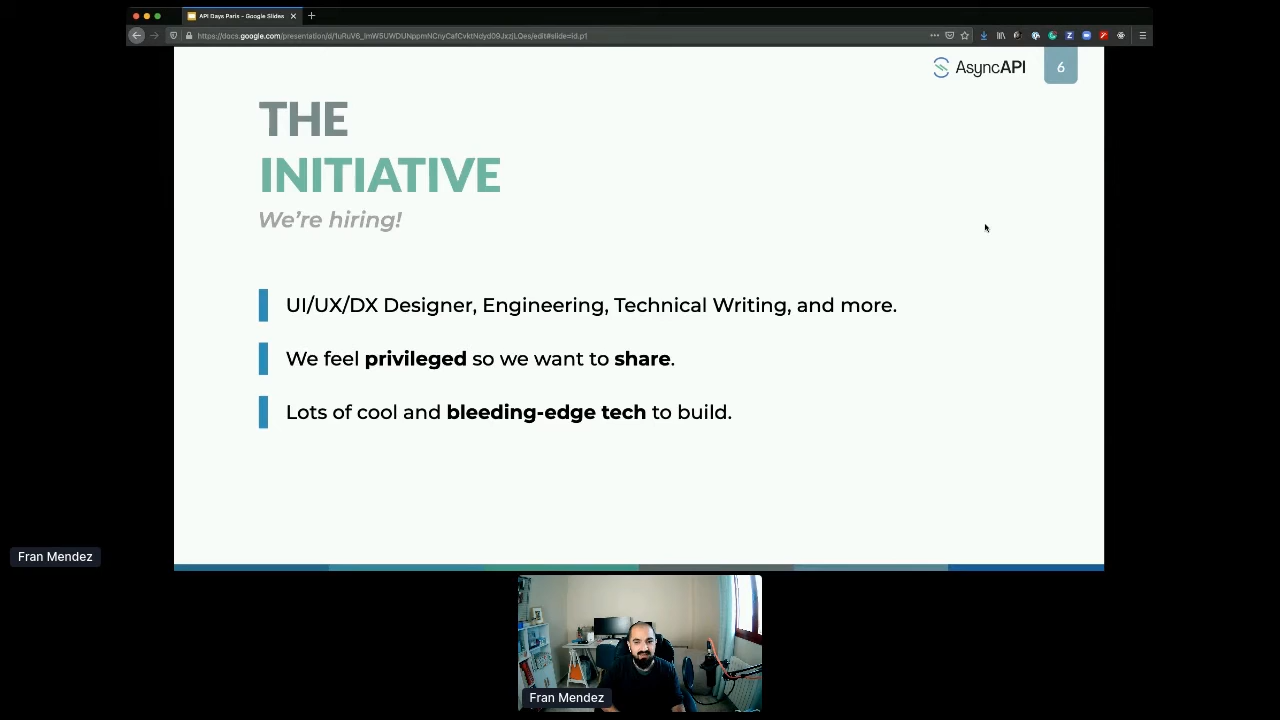 API Days Paris - Google Slides
AsyncAPI
6
THE
INITIATIVE
We're hiring!
UI/UX/DX Designer, Engineering, Technical Writing, and more.
We feel privileged so we want to share.
Lots of cool and bleeding-edge tech to build.
Fran Mendez
Fran Mendez